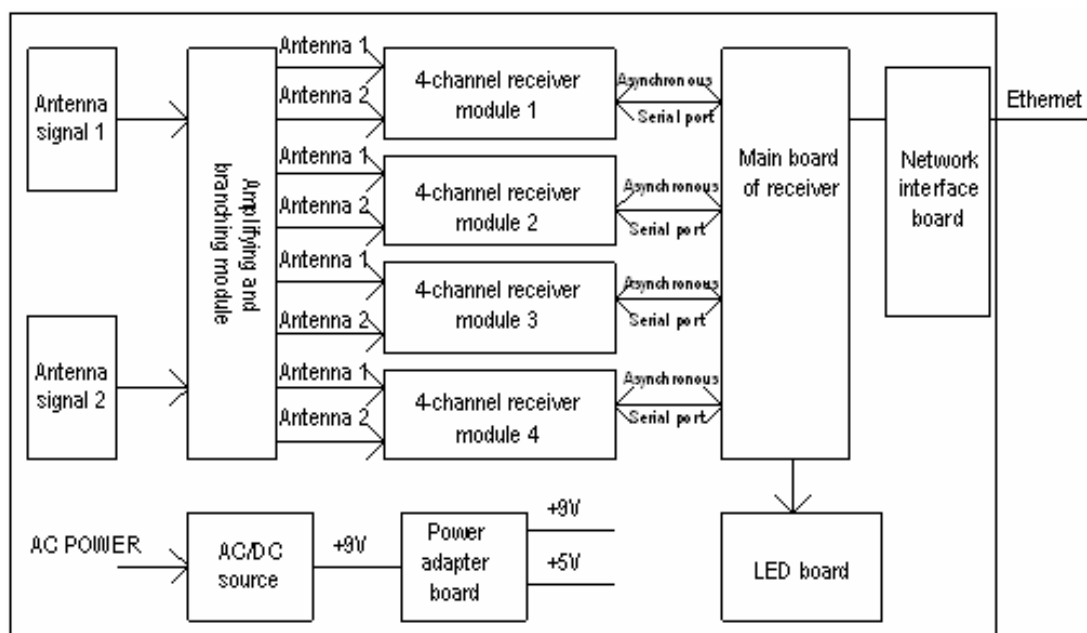 Antenna
signal 1
Antenna
signal 2
Amplifying and
branching module
Antenna 1
Antenna 2
Antenna 1
Antenna 2
Antenna 1
Antenna 2
Antenna 1
Antenna 2
4-channel receiver
module 1
4-channel receiver
module 2
4-channel receiver
module 3
4-channel receiver
module 4
Asynchronous
Serial port
Asynchronous
Serial port
Asynchronous
Serial port
Asynchronous
Serial port
Main board
of receiver
Network
interface
board
Ethernet
AC POWER
AC/DC
source
+9V
Power
adapter
board
+9V
+5V
LED board